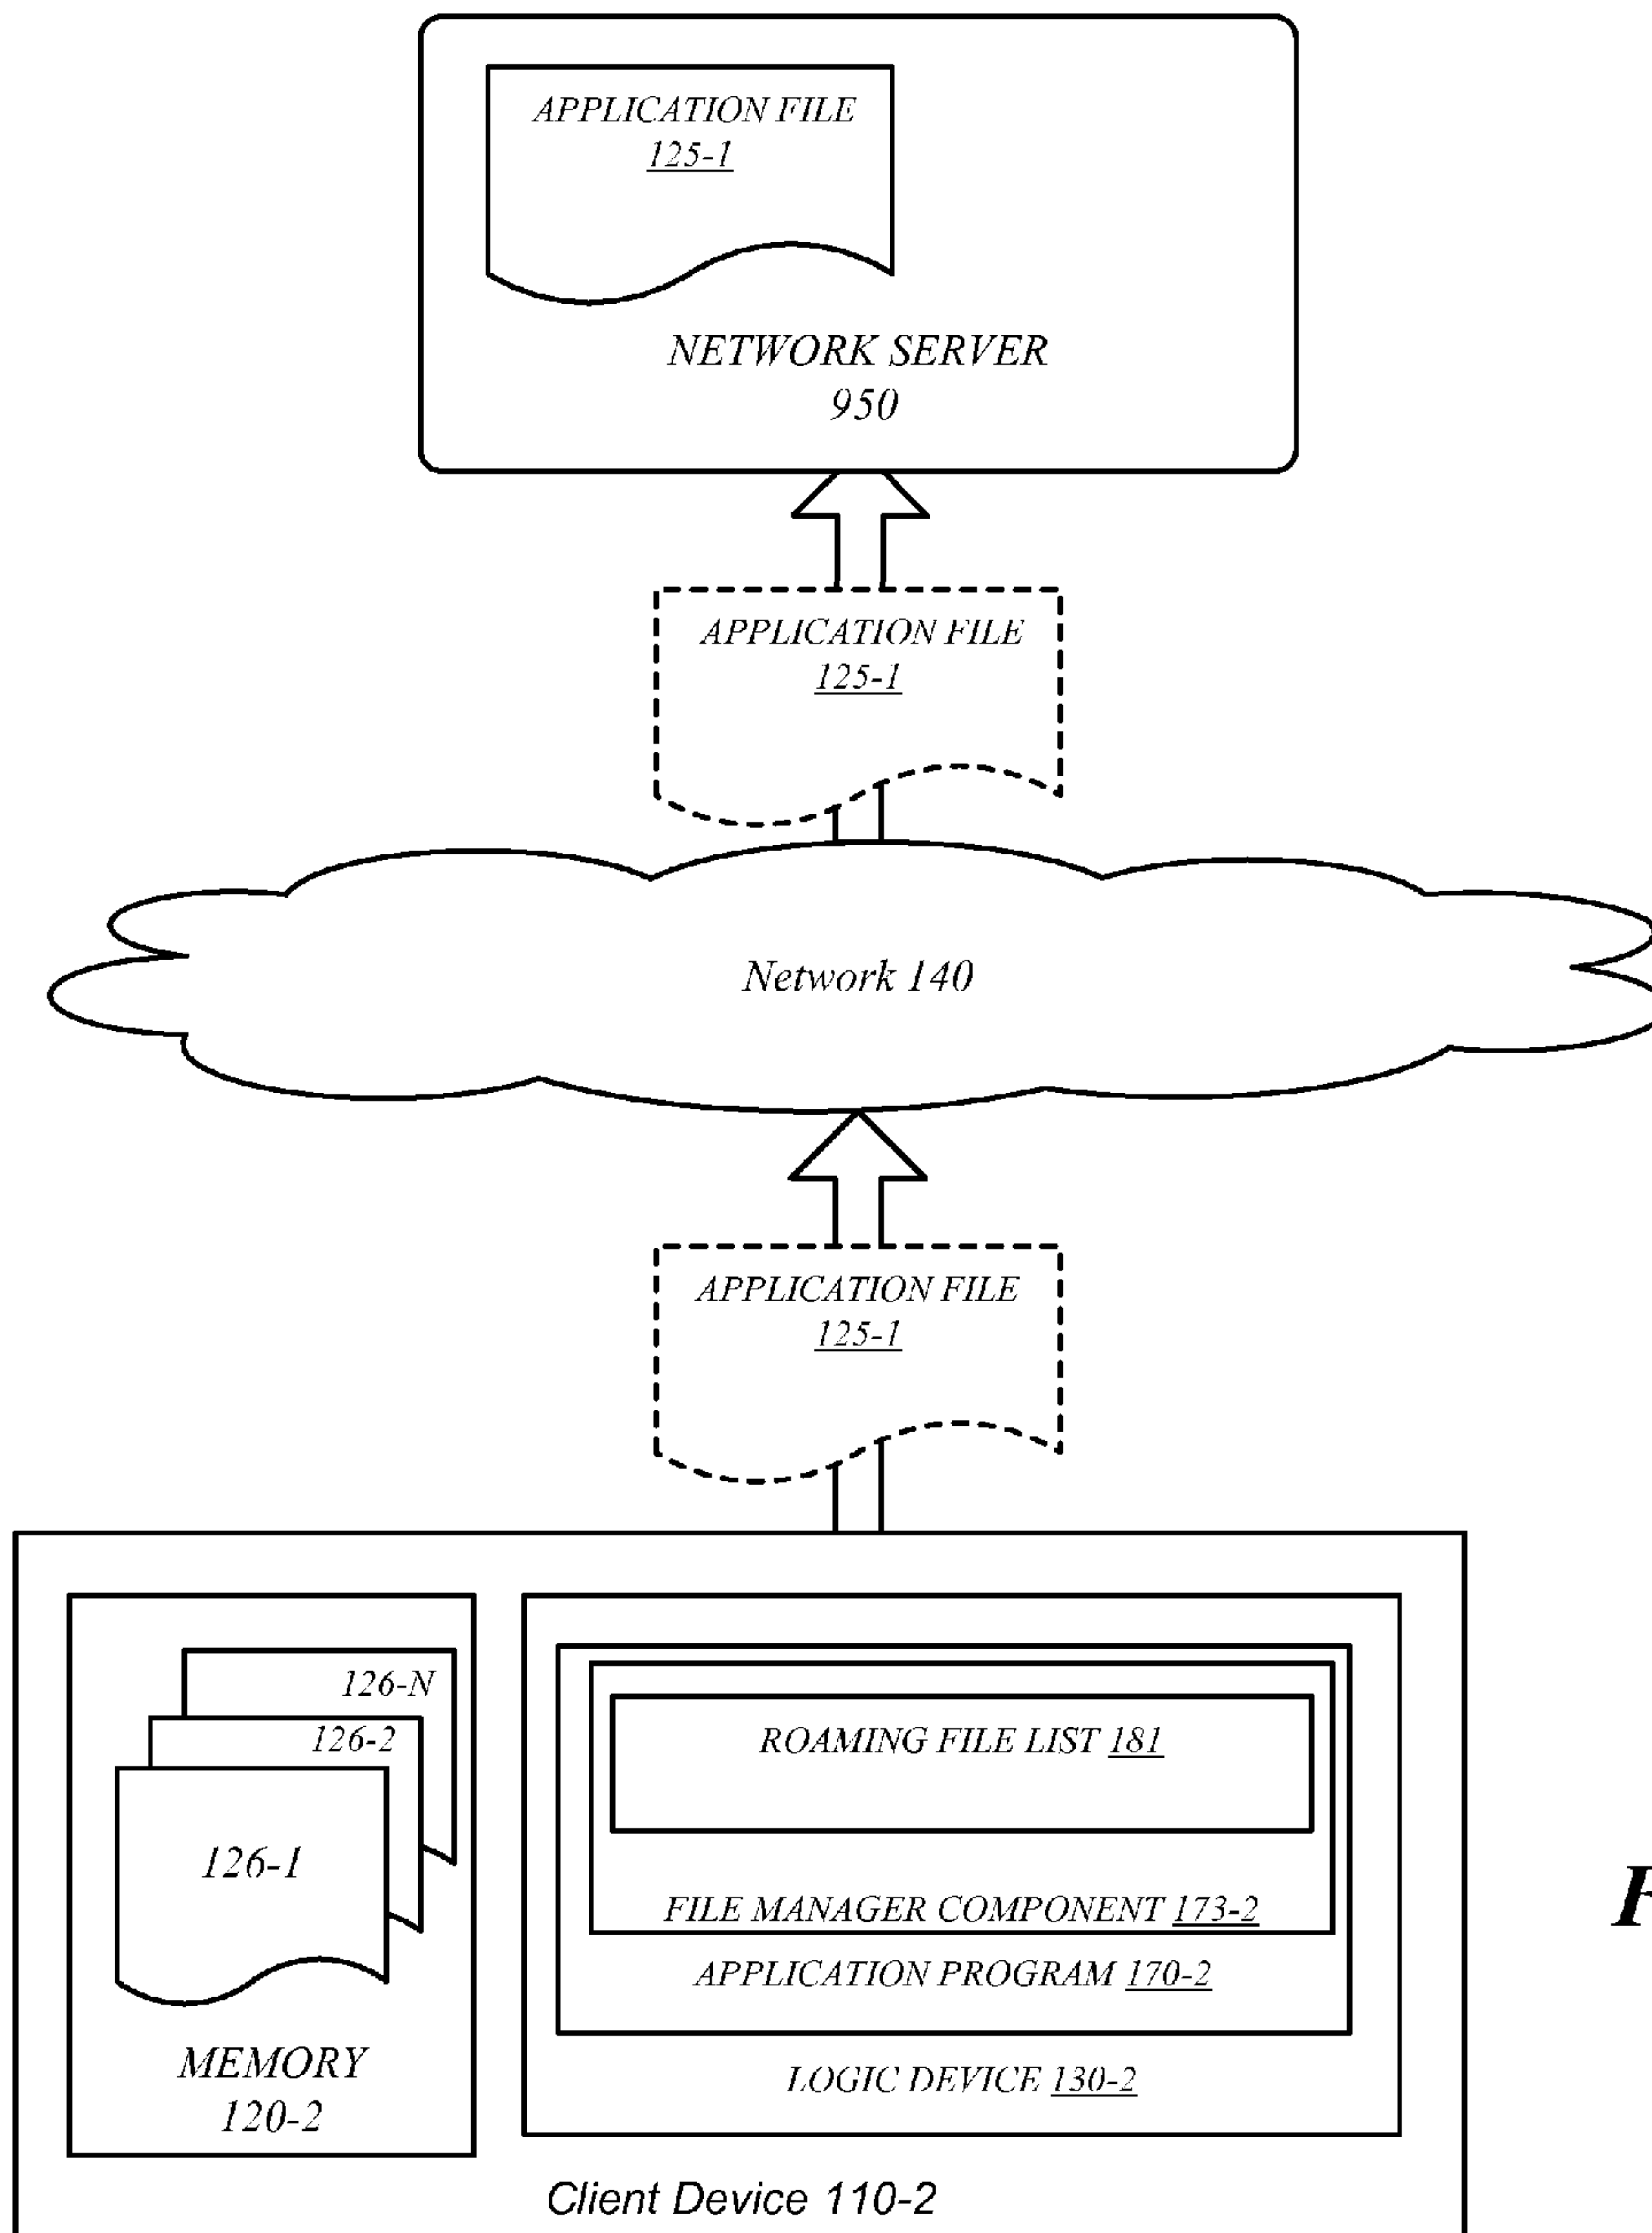 APPLICATION FILE
125-1
NETWORK SERVER
950
APPLICATION FILE
125-1
Network 140
APPLICATION FILE
125-1
126-N
126-2
126-1
MEMORY
120-2
ROAMING FILE LIST 181
FILE MANAGER COMPONENT 173-2
APPLICATION PROGRAM 170-2
LOGIC DEVICE 130-2
Client Device 110-2